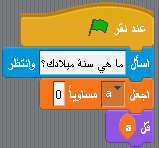 عند نقر
اسأل ما هي سنة ميلادك؟ وانتظر
اجعل a مساوياً 0
قل a